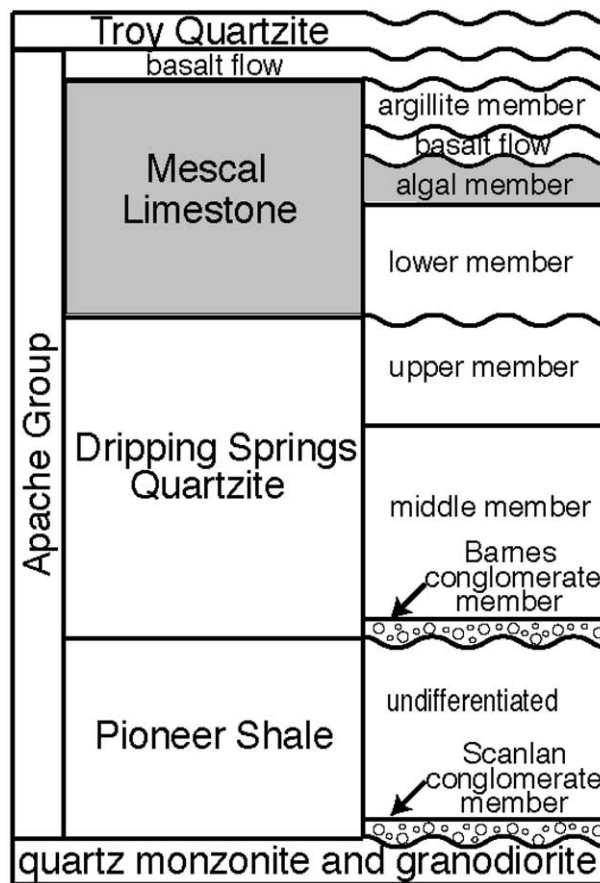 Troy Quartzite
Apache Group
basalt flow
argillite member
basalt flow
Mescal
Limestone
algal member
lower member
upper member
Dripping Springs
Quartzite
middle member
Barnes
conglomerate
member
undifferentiated
Pioneer Shale
Scanlan
conglomerate
member
quartz monzonite and granodiorite